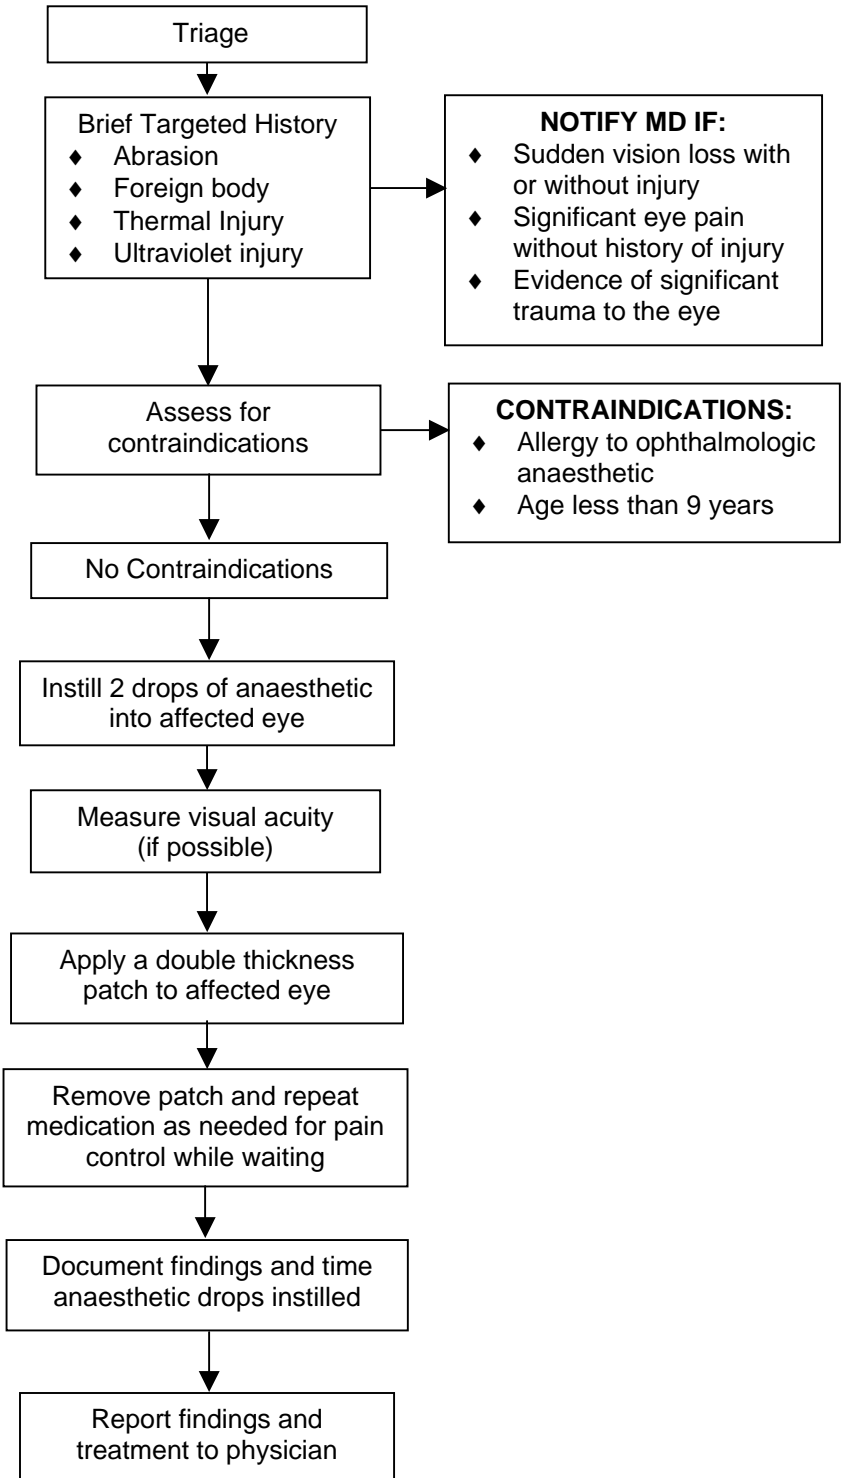 Triage
Brief Targeted History
♦ Abrasion
♦ Foreign body
♦ Thermal Injury
♦ Ultraviolet injury
NOTIFY MD IF:
♦ Sudden vision loss with
or without injury
♦ Significant eye pain
without history of injury
♦ Evidence of significant
trauma to the eye
Assess for
contraindications
CONTRAINDICATIONS:
♦ Allergy to ophthalmologic
anaesthetic
♦ Age less than 9 years
No Contraindications
Instill 2 drops of anaesthetic
into affected eye
Measure visual acuity
(if possible)
Apply a double thickness
patch to affected eye
Remove patch and repeat
medication as needed for pain
control while waiting
Document findings and time
anaesthetic drops instilled
Report findings and
treatment to physician